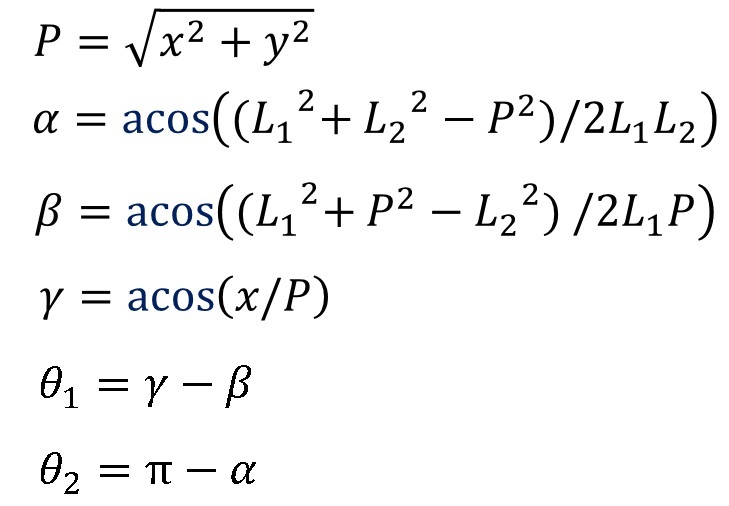 P = √(x² + y²)
α = acos((L₁² + L₂² − P²)/2L₁L₂)
β = acos((L₁² + P² − L₂²) /2L₁P)
γ = acos(x/P)
θ₁ = γ − β
θ₂ = π − α